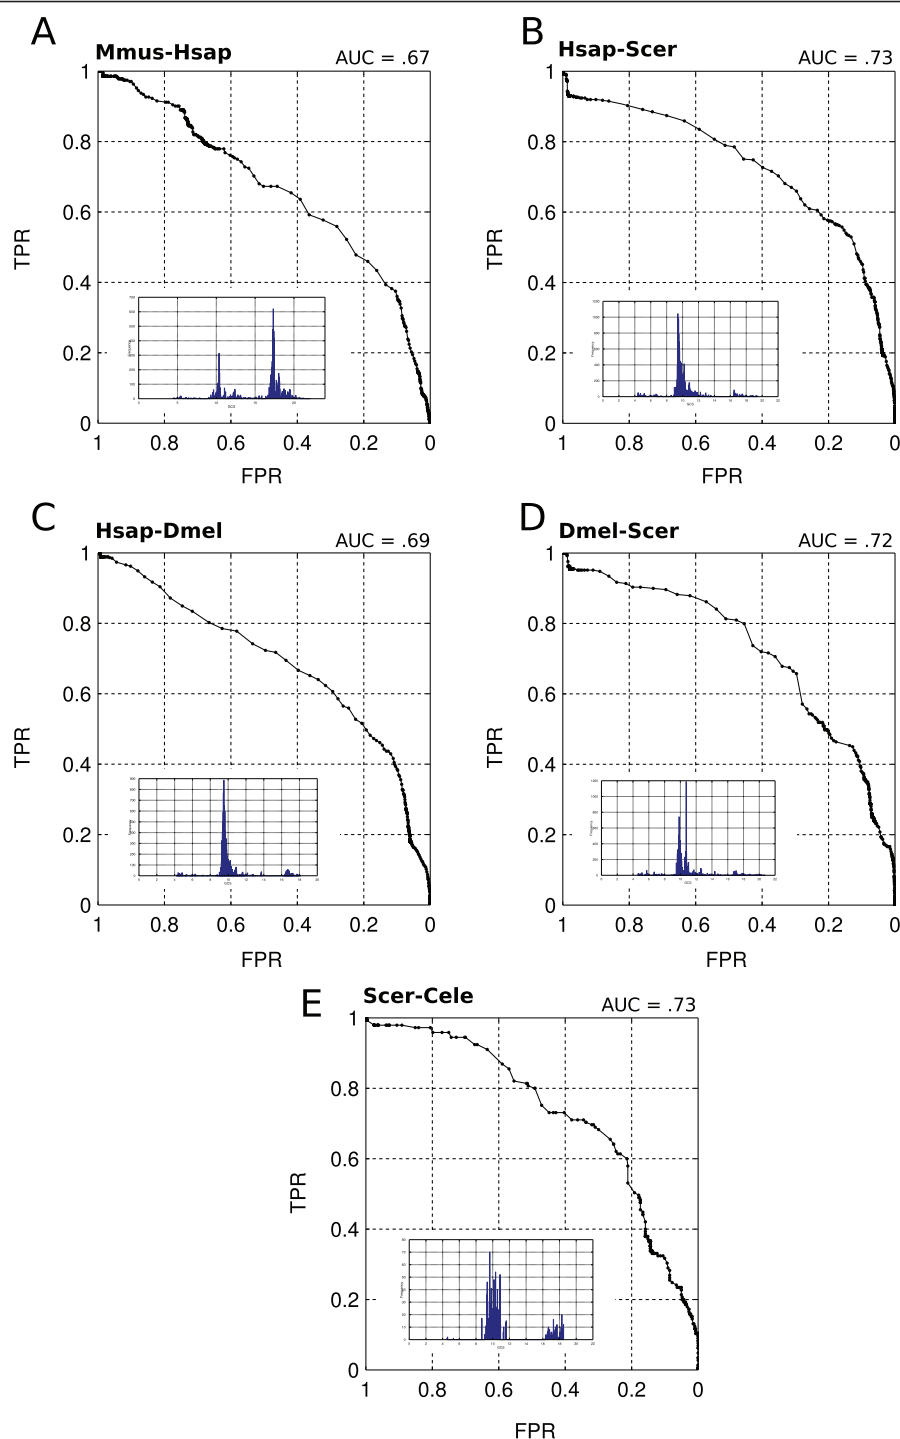 A
Mmus-Hsap
AUC = .67
1
0.8
0.6
0.4
0.2
0
TPR
1 0.8 0.6 0.4 0.2 0
FPR
B
Hsap-Scer
AUC = .73
1
0.8
0.6
0.4
0.2
0
TPR
1 0.8 0.6 0.4 0.2 0
FPR
C
Hsap-Dmel
AUC = .69
1
0.8
0.6
0.4
0.2
0
TPR
1 0.8 0.6 0.4 0.2 0
FPR
D
Dmel-Scer
AUC = .72
1
0.8
0.6
0.4
0.2
0
TPR
1 0.8 0.6 0.4 0.2 0
FPR
E
Scer-Cele
AUC = .73
1
0.8
0.6
0.4
0.2
0
TPR
1 0.8 0.6 0.4 0.2 0
FPR